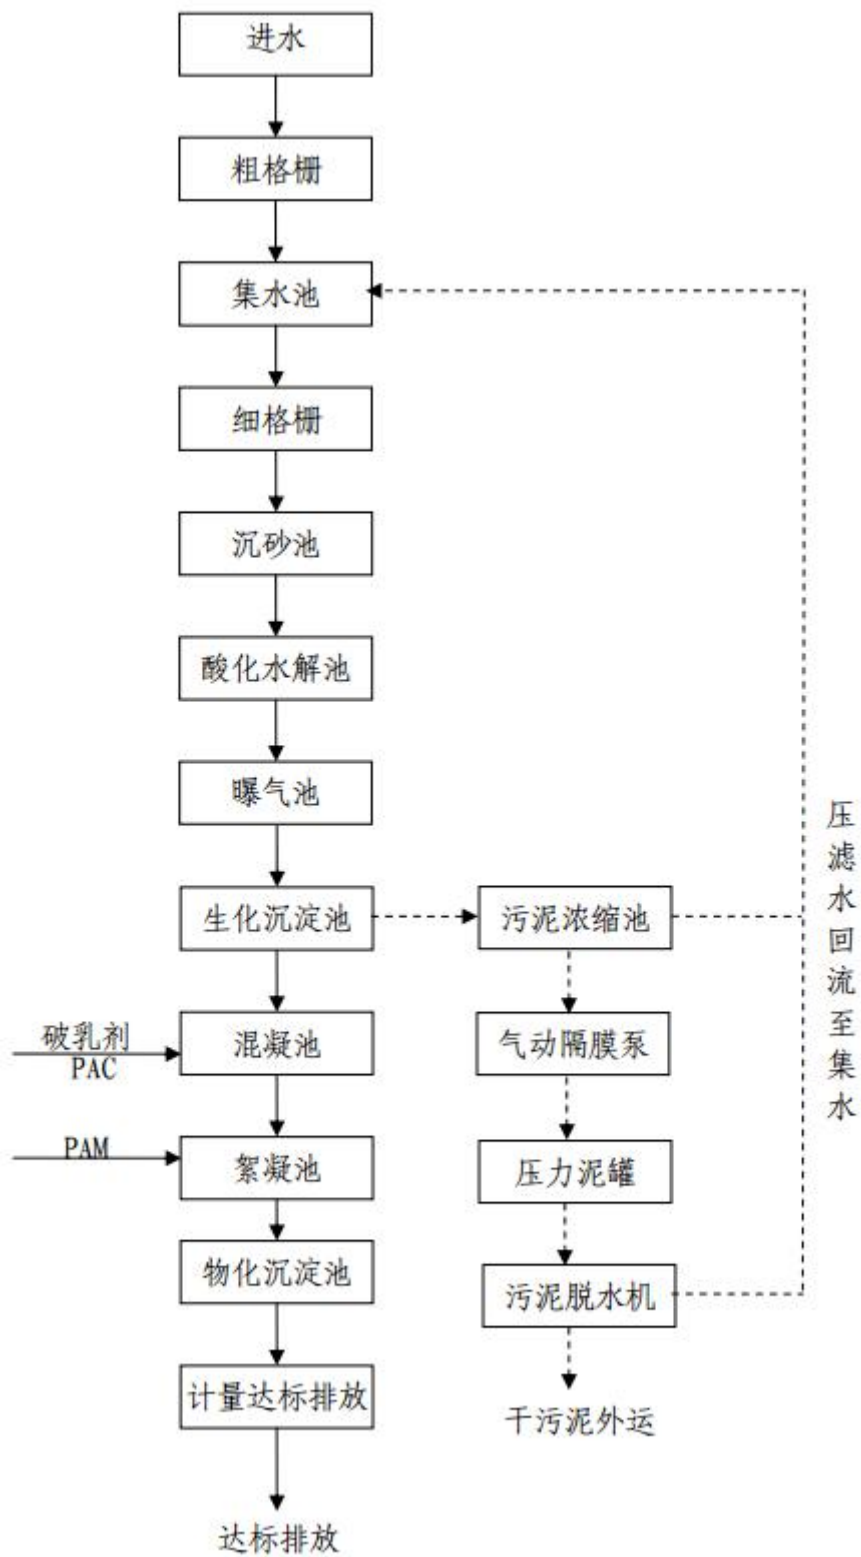 进水
粗格栅
集水池
细格栅
沉砂池
酸化水解池
曝气池
生化沉淀池
污泥浓缩池
破乳剂
PAC
混凝池
气动隔膜泵
PAM
絮凝池
压力泥罐
物化沉淀池
污泥脱水机
计量达标排放
干污泥外运
达标排放
压滤水回流至集水